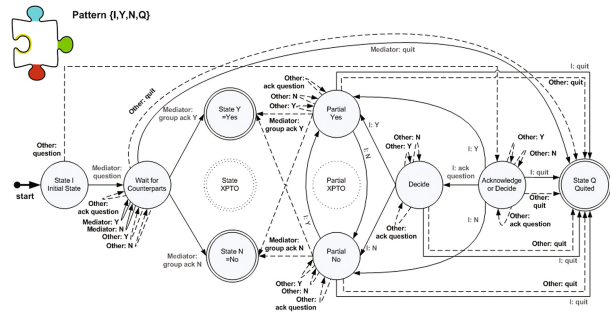 Pattern {I,Y,N,Q}
Mediator: quit
I: quit
Other: quit
Other: quit
Other:
ack question
Other: N
Other: Y
Mediator:
group ack Y
State Y
=Yes
Mediator:
group ack Y
Partial
Yes
I: Y
I: N
Other: N
Other: Y
I: Y
Other: Y
Other: N
Other:
question
State I
Initial State
start
Mediator:
question
Wait for
Counterparts
Other:
ack question
Mediator: Y
Mediator: N
Other: Y
Other: N
State
XPTO
Partial
XPTO
Decide
I: ack
question
Acknowledge
or Decide
I: quit
Other:
quit
State Q
Quited
Other:
ack question
Other:
ack question
I: Y
I: N
I: N
Mediator:
group ack N
State N
=No
Mediator:
group ack N
Partial
No
Other: Y
Other: N
Other:
ack question
Other: quit
I: quit
Other: quit
I: quit